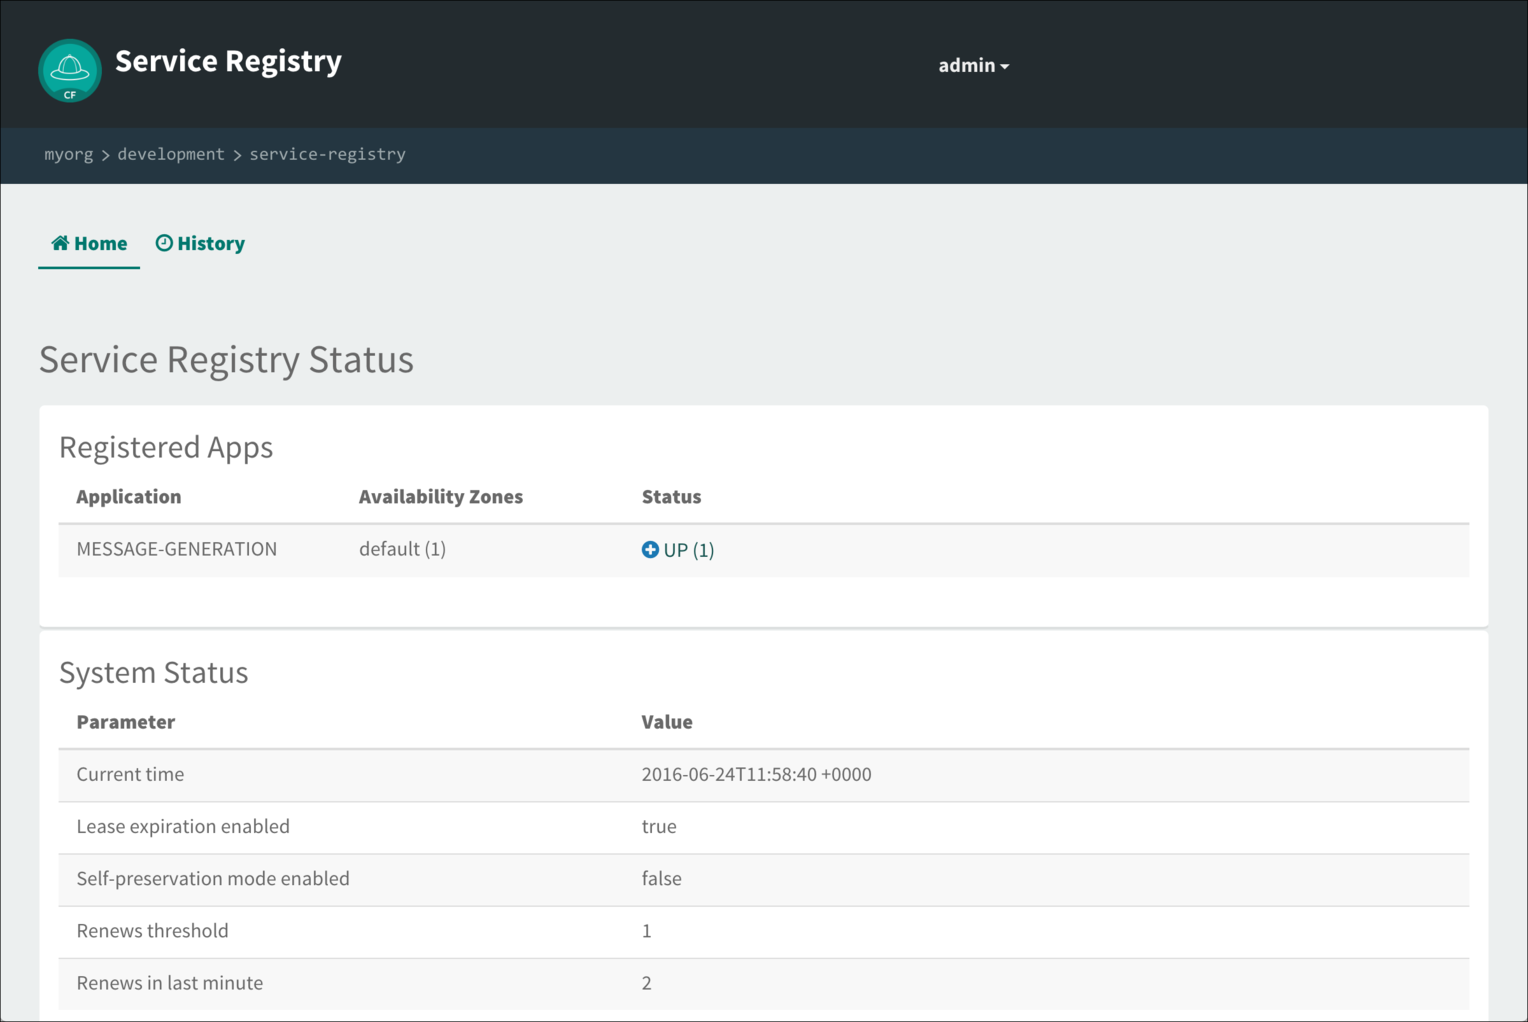 Service Registry
admin
CF
myorg > development > service-registry
Home History
Service Registry Status
Registered Apps
Application Availability Zones Status
MESSAGE-GENERATION default (1) UP (1)
System Status
Parameter Value
Current time 2016-06-24T11:58:40 +0000
Lease expiration enabled true
Self-preservation mode enabled false
Renews threshold 1
Renews in last minute 2